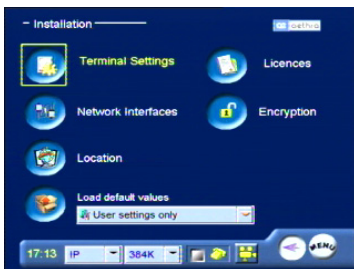 Installation
Terminal Settings
Licences
Network Interfaces
Encryption
Location
Load default values
User settings only
17:13 IP 384K
MENU